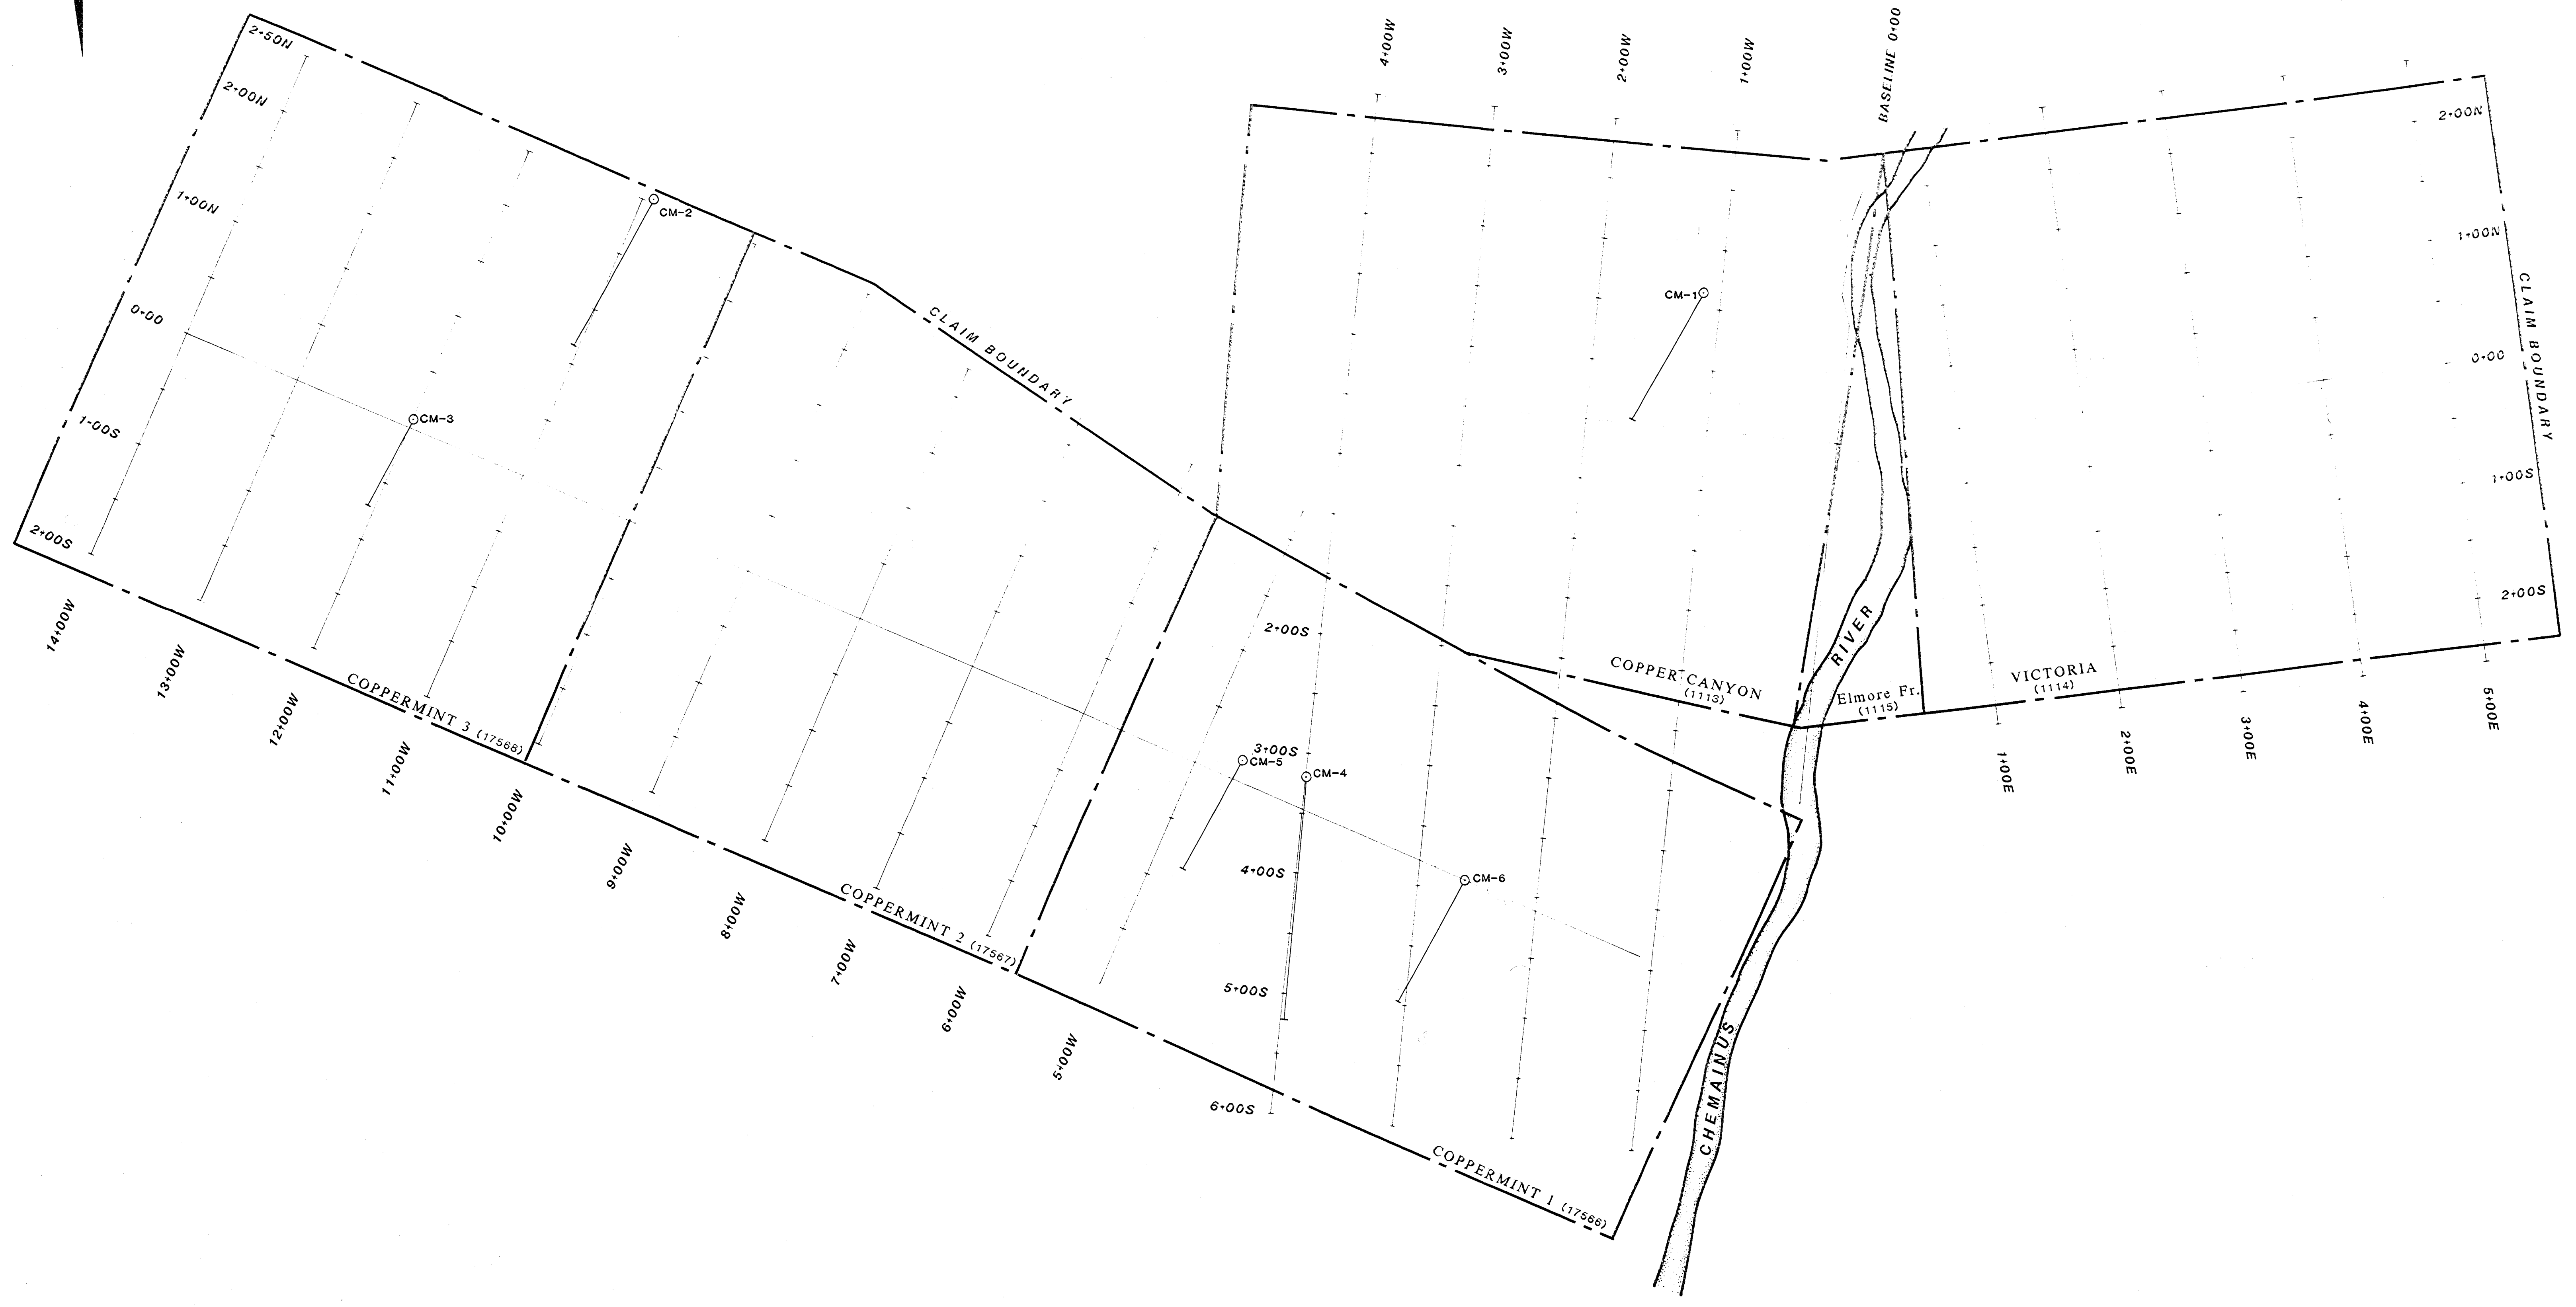 4+00W
3+00W
2+00W
1+00W
BASELINE 0+00
2+50N
2+00N
1+00N
0+00
1+00S
2+00S
CM-2
CM-3
CLAIM BOUNDARY
CM-1
2+00N
1+00N
0+00
1+00S
2+00S
CLAIM BOUNDARY
14+00W
13+00W
12+00W
11+00W
10+00W
9+00W
8+00W
7+00W
6+00W
5+00W
COPPERMINT 3 (17568)
COPPERMINT 2 (17567)
COPPERMINT 1 (17566)
2+00S
3+00S
4+00S
5+00S
6+00S
CM-5
CM-4
CM-6
COPPER CANYON
(1113)
Elmore Fr.
(1115)
VICTORIA
(1114)
RIVER
CHEMAINUS
1+00E
2+00E
3+00E
4+00E
5+00E